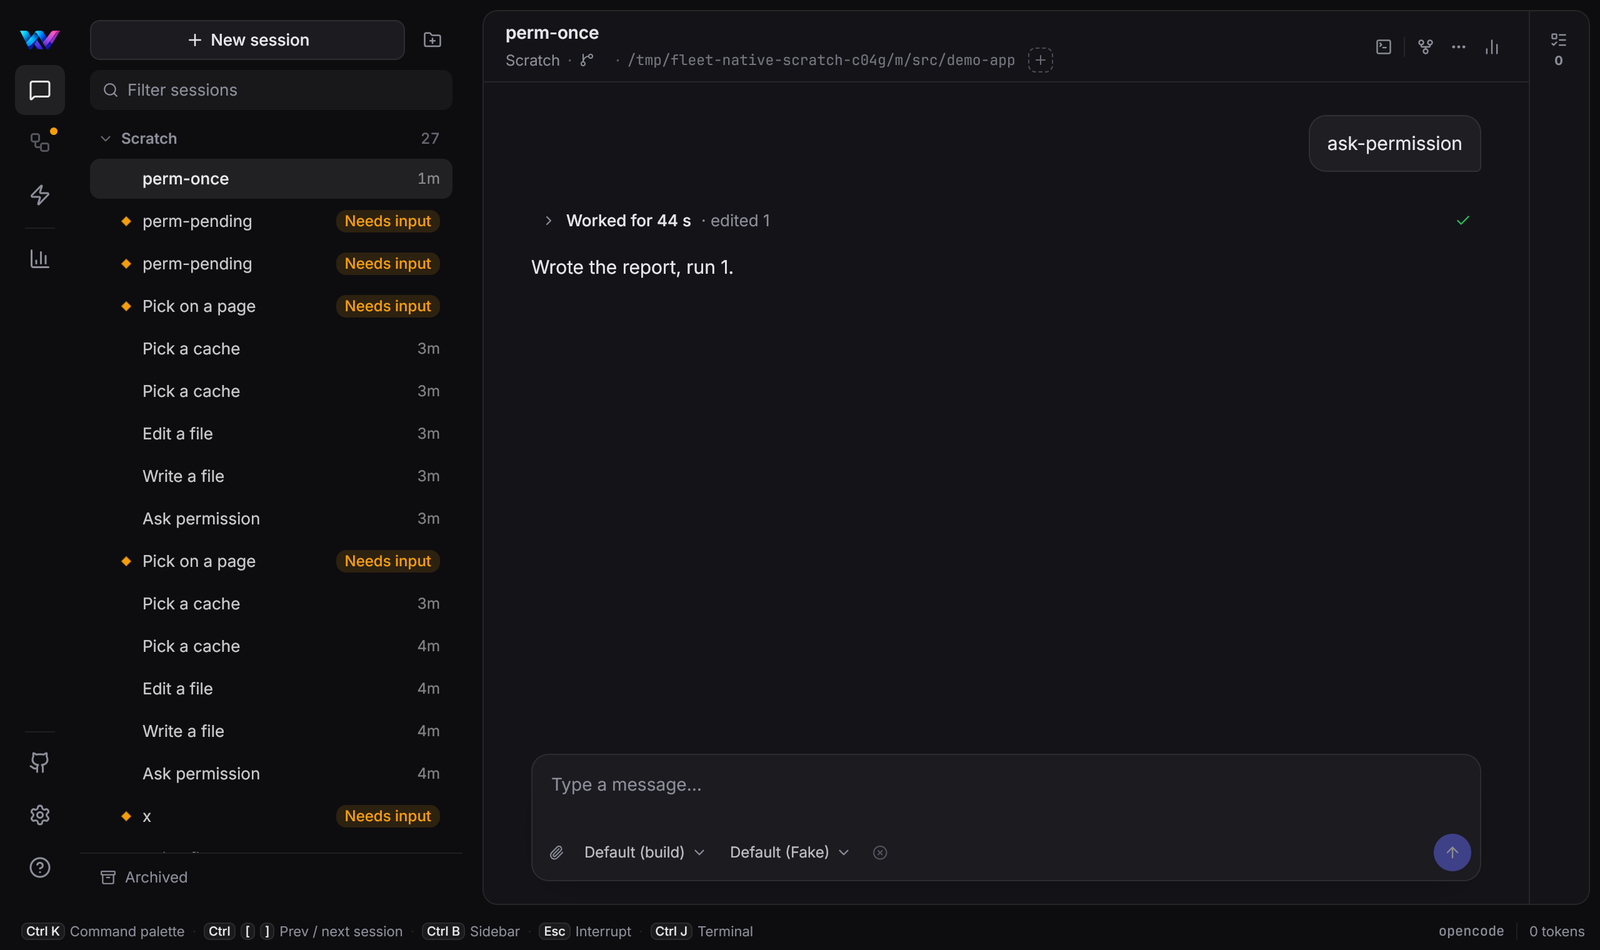 New session
Filter sessions
Scratch 27
perm-once 1m
perm-pending Needs input
perm-pending Needs input
Pick on a page Needs input
Pick a cache 3m
Pick a cache 3m
Edit a file 3m
Write a file 3m
Ask permission 3m
Pick on a page Needs input
Pick a cache 3m
Pick a cache 4m
Edit a file 4m
Write a file 4m
Ask permission 4m
x Needs input
Archived
perm-once
Scratch · · /tmp/fleet-native-scratch-c04g/m/src/demo-app
0
ask-permission
Worked for 44 s · edited 1
Wrote the report, run 1.
Type a message...
Default (build) Default (Fake)
Ctrl K Command palette Ctrl [ ] Prev / next session Ctrl B Sidebar Esc Interrupt Ctrl J Terminal opencode 0 tokens